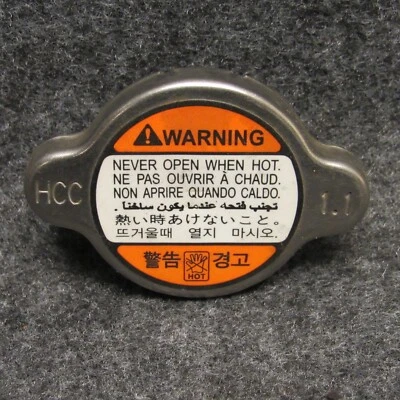 WARNING
NEVER OPEN WHEN HOT.
NE PAS OUVRIR À CHAUD.
NON APRIRE QUANDO CALDO.
تجنب فتحه عندما يكون ساخنا.
熱い時あけないこと。
뜨거울때 열지 마시오.
警告 HOT 경고
HCC
1.1